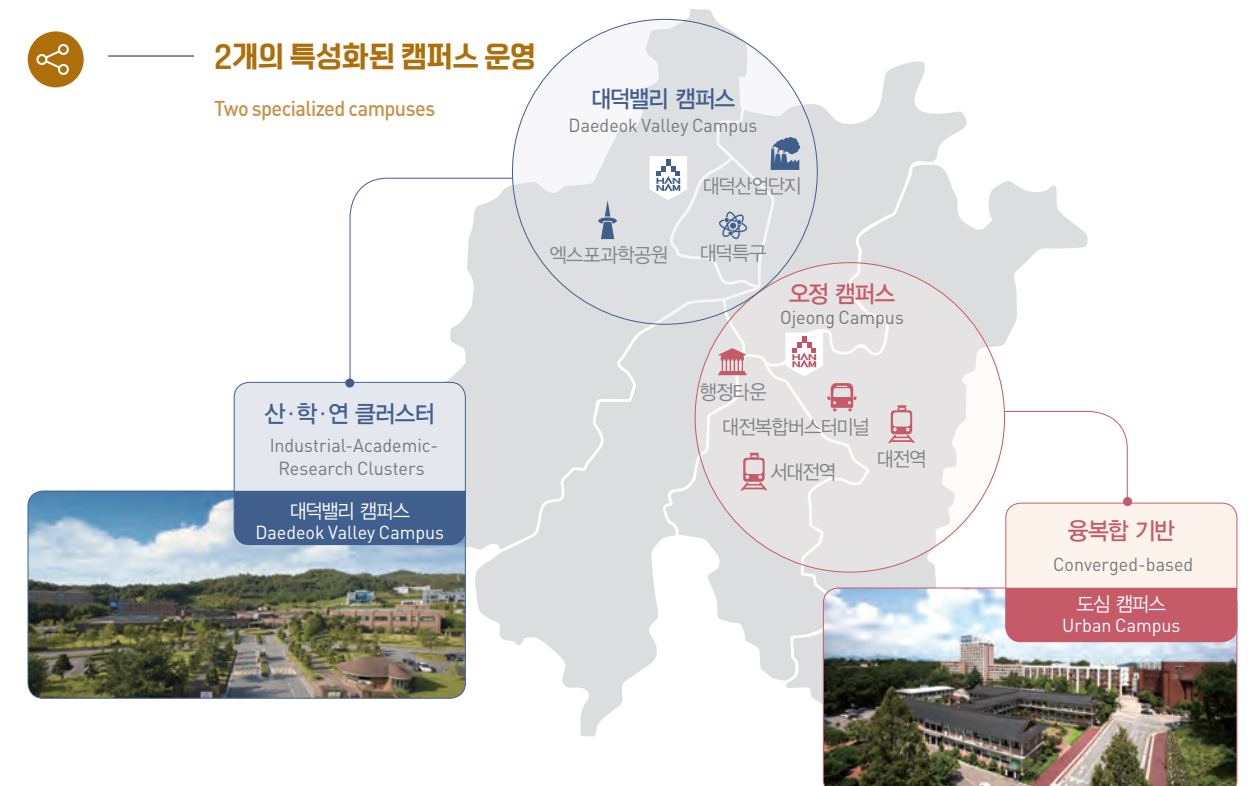 2개의 특성화된 캠퍼스 운영
Two specialized campuses
대덕밸리 캠퍼스
Daedeok Valley Campus
HAN
NAM
대덕산업단지
엑스포과학공원
대덕특구
오정 캠퍼스
Ojeong Campus
HAN
NAM
행정타운
대전복합버스터미널
대전역
서대전역
산·학·연 클러스터
Industrial-Academic-
Research Clusters
대덕밸리 캠퍼스
Daedeok Valley Campus
융복합 기반
Converged-based
도심 캠퍼스
Urban Campus